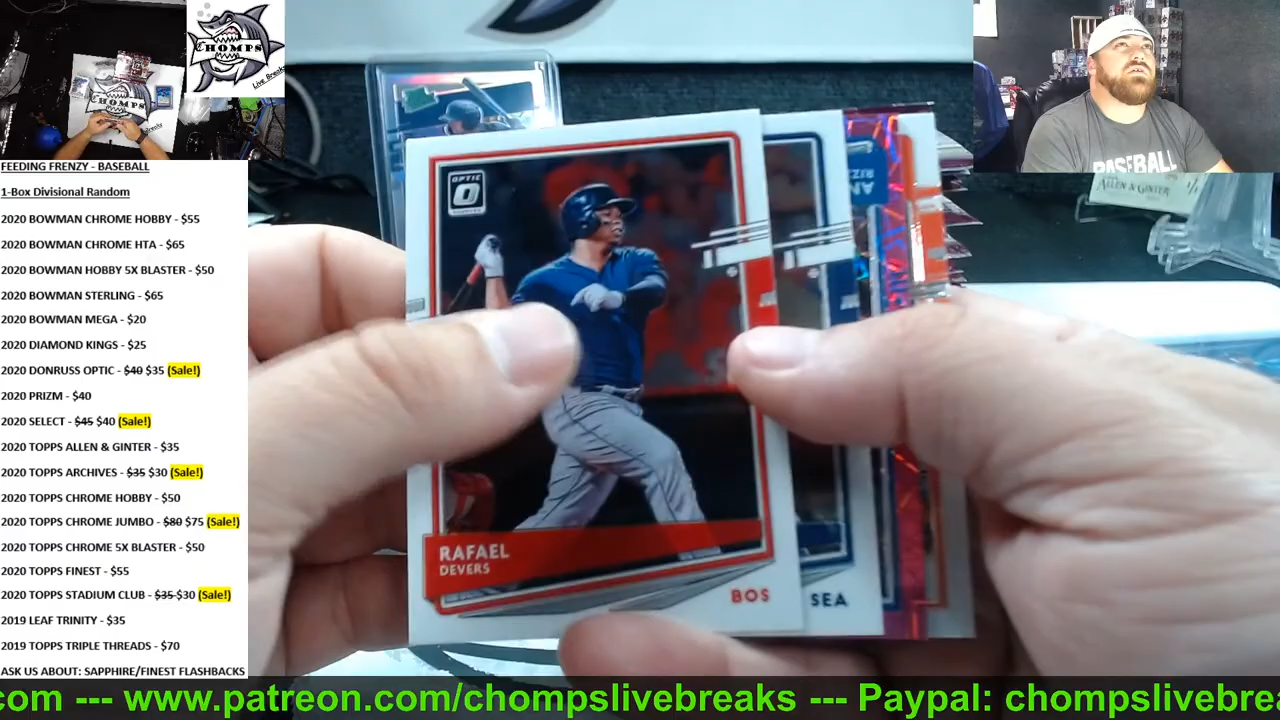 CHOMPS
Live Breaks
CHOMPS
FEEDING FRENZY - BASEBALL
1-Box Divisional Random
2020 BOWMAN CHROME HOBBY - $55
2020 BOWMAN CHROME HTA - $65
2020 BOWMAN HOBBY 5X BLASTER - $50
2020 BOWMAN STERLING - $65
2020 BOWMAN MEGA - $20
2020 DIAMOND KINGS - $25
2020 DONRUSS OPTIC - $40 $35 (Sale!)
2020 PRIZM - $40
2020 SELECT - $45 $40 (Sale!)
2020 TOPPS ALLEN & GINTER - $35
2020 TOPPS ARCHIVES - $35 $30 (Sale!)
2020 TOPPS CHROME HOBBY - $50
2020 TOPPS CHROME JUMBO - $80 $75 (Sale!)
2020 TOPPS CHROME 5X BLASTER - $50
2020 TOPPS FINEST - $55
2020 TOPPS STADIUM CLUB - $35 $30 (Sale!)
2019 LEAF TRINITY - $35
2019 TOPPS TRIPLE THREADS - $70
ASK US ABOUT: SAPPHIRE/FINEST FLASHBACKS
OPTIC
RAFAEL
DEVERS
BOS
SEA
AN
RIZ
BASEBALL
ALLEN & GINTER
com --- www.patreon.com/chompslivebreaks --- Paypal: chompslivebre